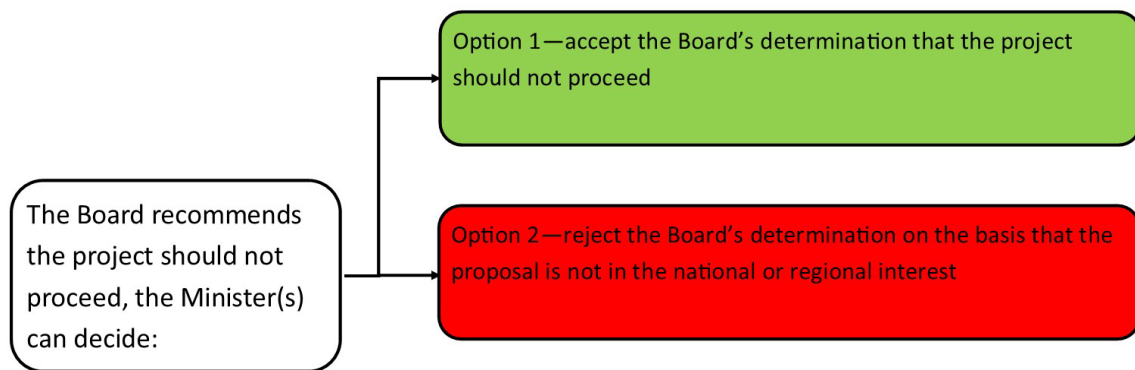 Option 1—accept the Board’s determination that the project
should not proceed
The Board recommends
the project should not
proceed, the Minister(s)
can decide:
Option 2—reject the Board’s determination on the basis that the
proposal is not in the national or regional interest